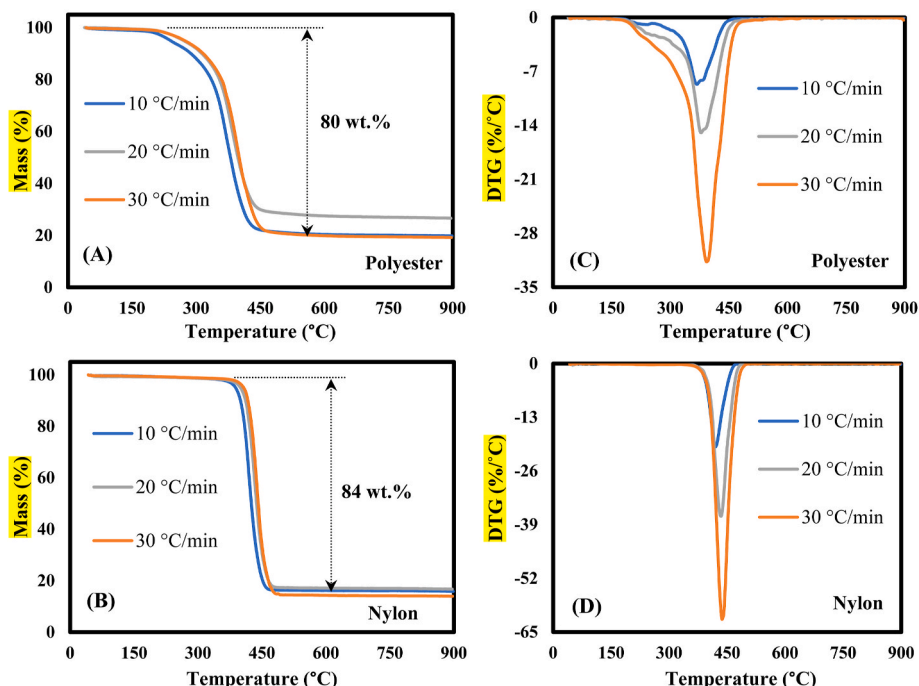 100
80
60
40
20
0
Mass (%)
10 °C/min
20 °C/min
30 °C/min
80 wt.%
(A)
Polyester
0 150 300 450 600 750 900
Temperature (°C)
0
-7
-14
-21
-28
-35
DTG (%/°C)
10 °C/min
20 °C/min
30 °C/min
(C)
Polyester
0 150 300 450 600 750 900
Temperature (°C)
100
80
60
40
20
0
Mass (%)
10 °C/min
20 °C/min
30 °C/min
84 wt.%
(B)
Nylon
0 150 300 450 600 750 900
Temperature (°C)
0
-13
-26
-39
-52
-65
DTG (%/°C)
10 °C/min
20 °C/min
30 °C/min
(D)
Nylon
0 150 300 450 600 750 900
Temperature (°C)